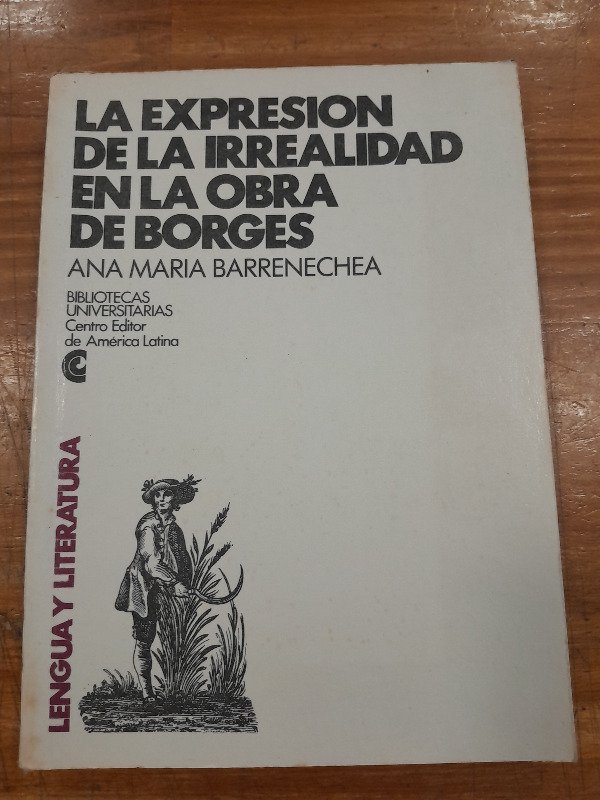 LA EXPRESION
DE LA IRREALIDAD
EN LA OBRA
DE BORGES
ANA MARIA BARRENECHEA
BIBLIOTECAS
UNIVERSITARIAS
Centro Editor
de América Latina
LENGUA Y LITERATURA